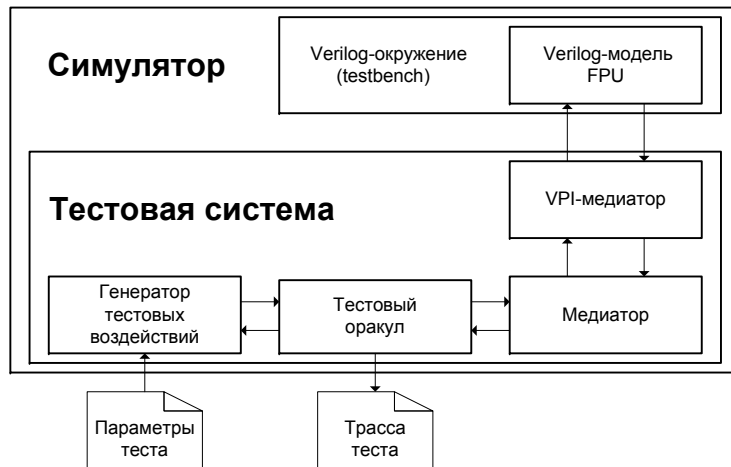 Симулятор
Verilog-окружение
(testbench)
Verilog-модель
FPU
Тестовая система
VPI-медиатор
Генератор
тестовых
воздействий
Тестовый
оракул
Медиатор
Параметры
теста
Трасса
теста